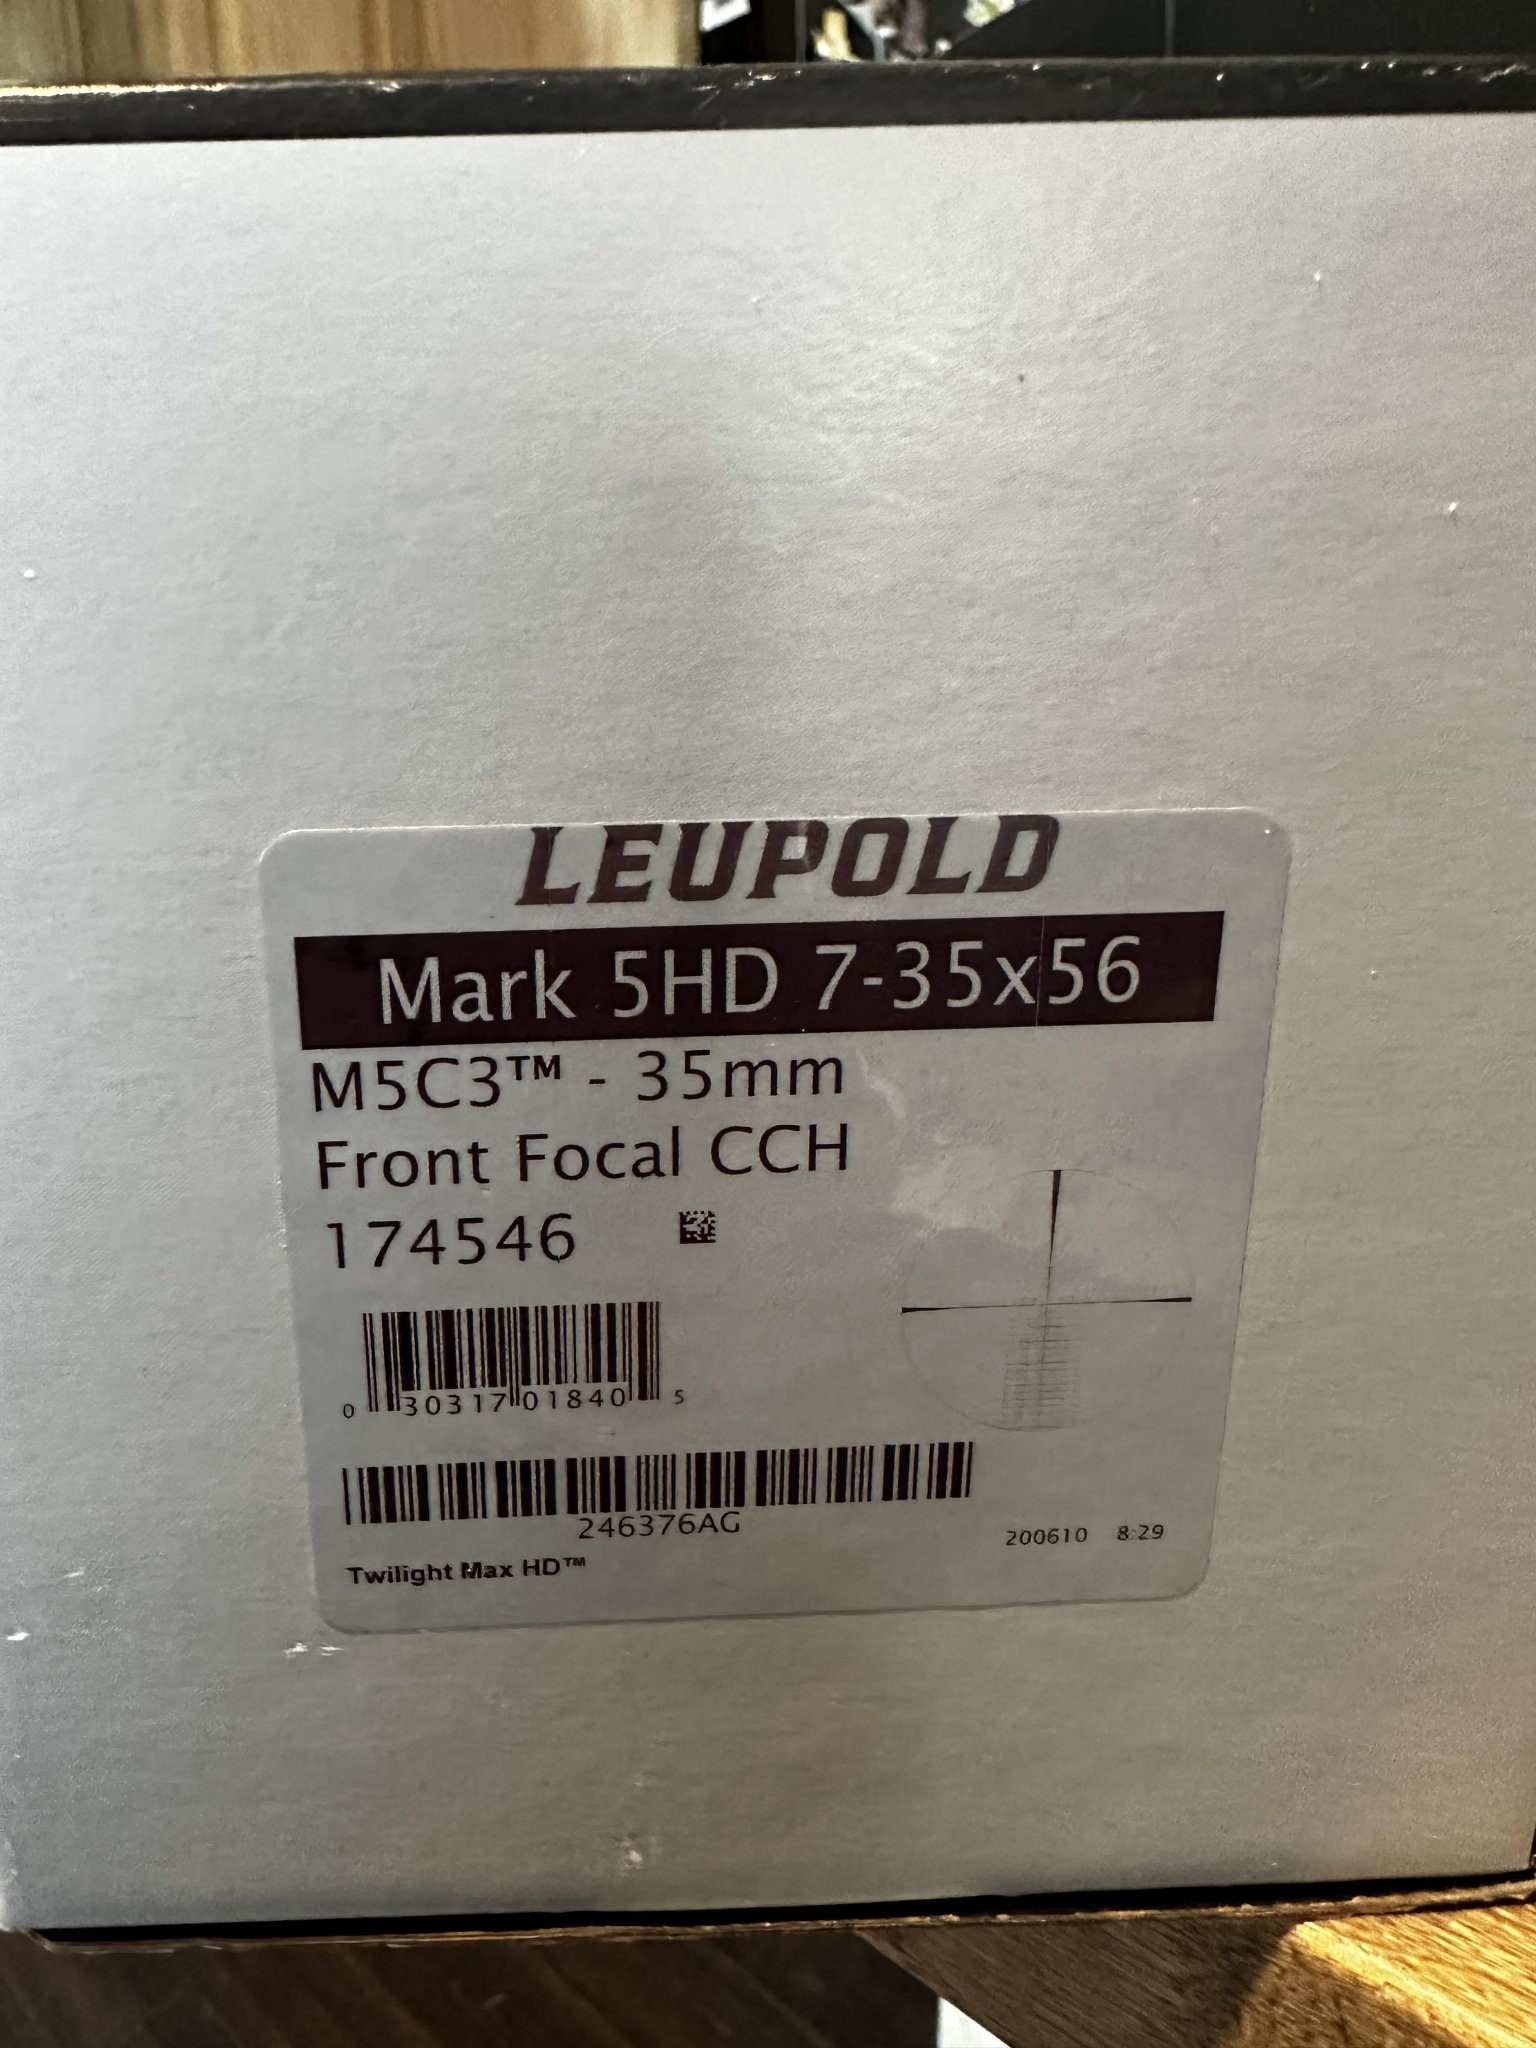 LEUPOLD
Mark 5HD 7-35x56
M5C3™ - 35mm
Front Focal CCH
174546
0 30317 01840 5
246376AG
200610 8:29
Twilight Max HD™